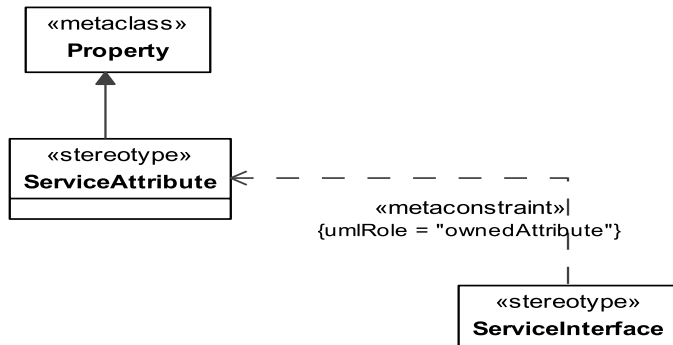 «metaclass»
Property
«stereotype»
ServiceAttribute
«metaconstraint»
{umlRole = "ownedAttribute"}
«stereotype»
ServiceInterface